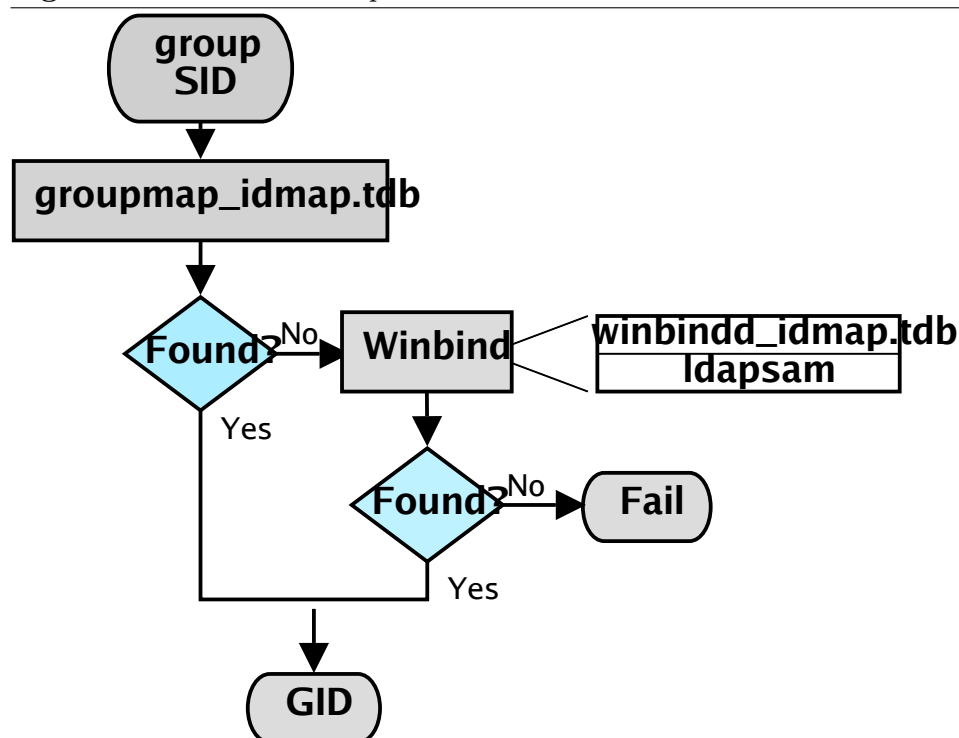 group
SID
groupmap_idmap.tdb
Found?
No
Winbind
winbindd_idmap.tdb
ldapsam
Yes
Found?
No
Fail
Yes
GID